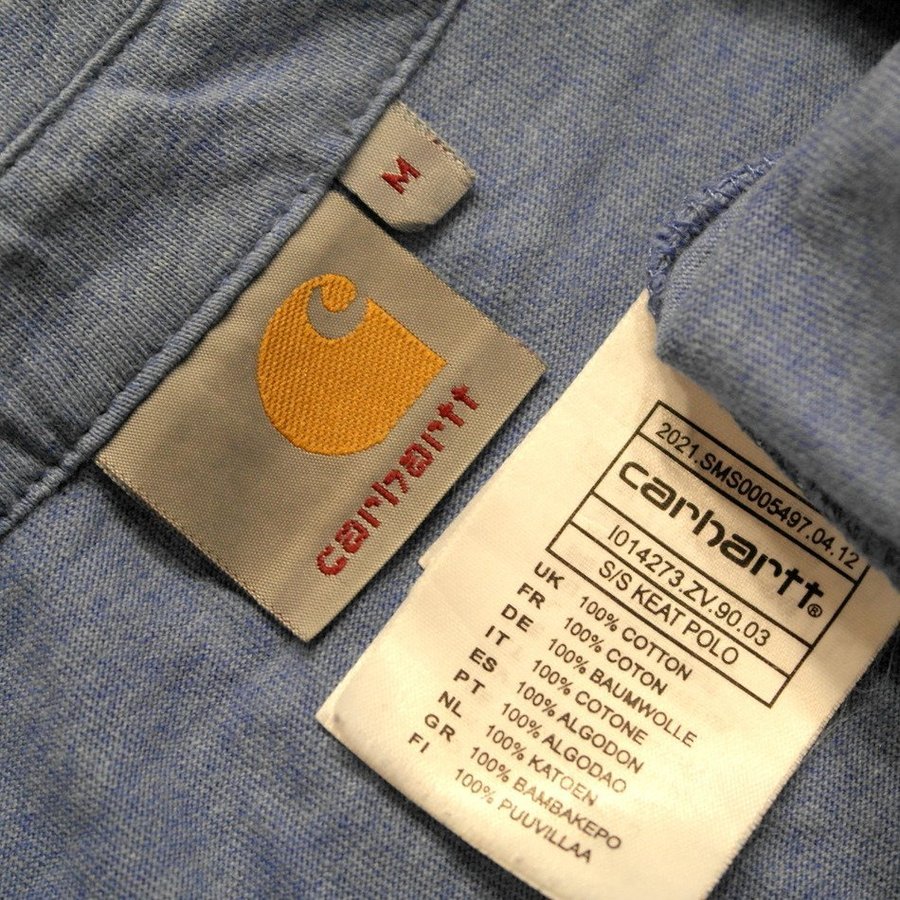 M
carhartt
2021.SMS0005497.04.12
carhartt®
I014273.ZV.90.03
S/S KEAT POLO
UK 100% COTTON
FR 100% COTON
DE 100% BAUMWOLLE
IT 100% COTONE
ES 100% ALGODON
PT 100% ALGODAO
NL 100% KATOEN
GR 100% BAMBAKEPO
FI 100% PUUVILLAA